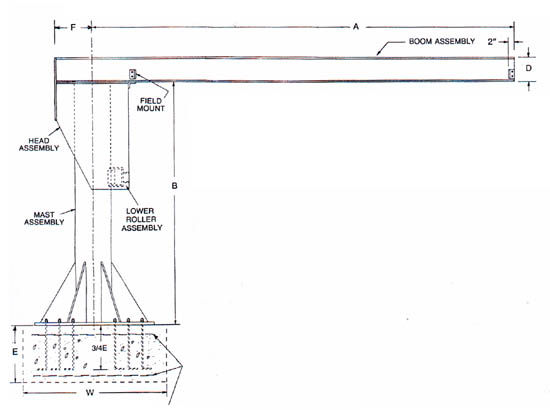 F
A
BOOM ASSEMBLY
2"
D
FIELD
MOUNT
HEAD
ASSEMBLY
B
MAST
ASSEMBLY
LOWER
ROLLER
ASSEMBLY
E
3/4E
W